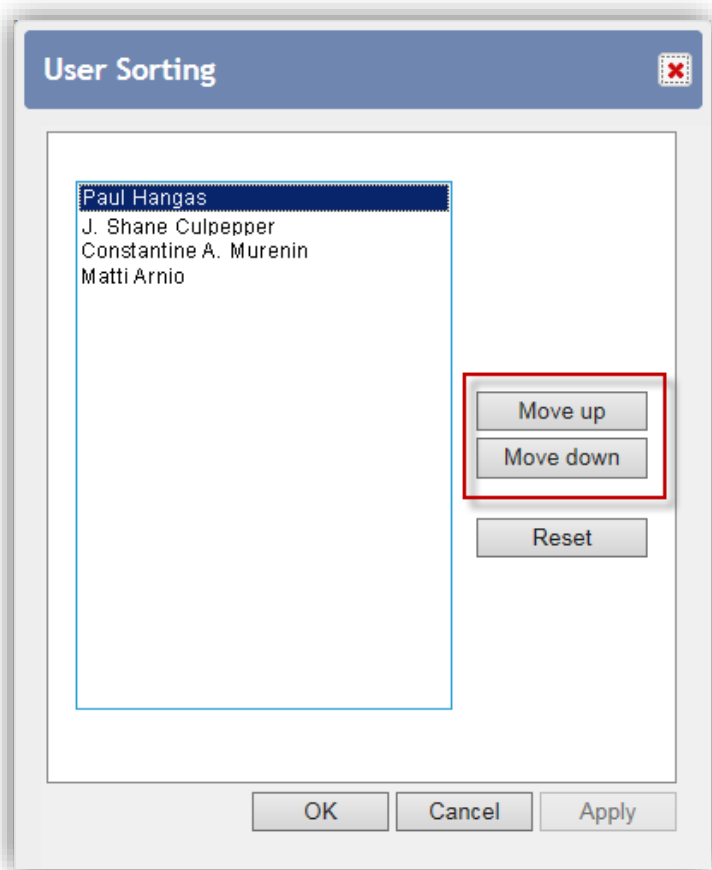 User Sorting
Paul Hangas
J. Shane Culpepper
Constantine A. Murenin
Matti Arnio
Move up
Move down
Reset
OK
Cancel
Apply